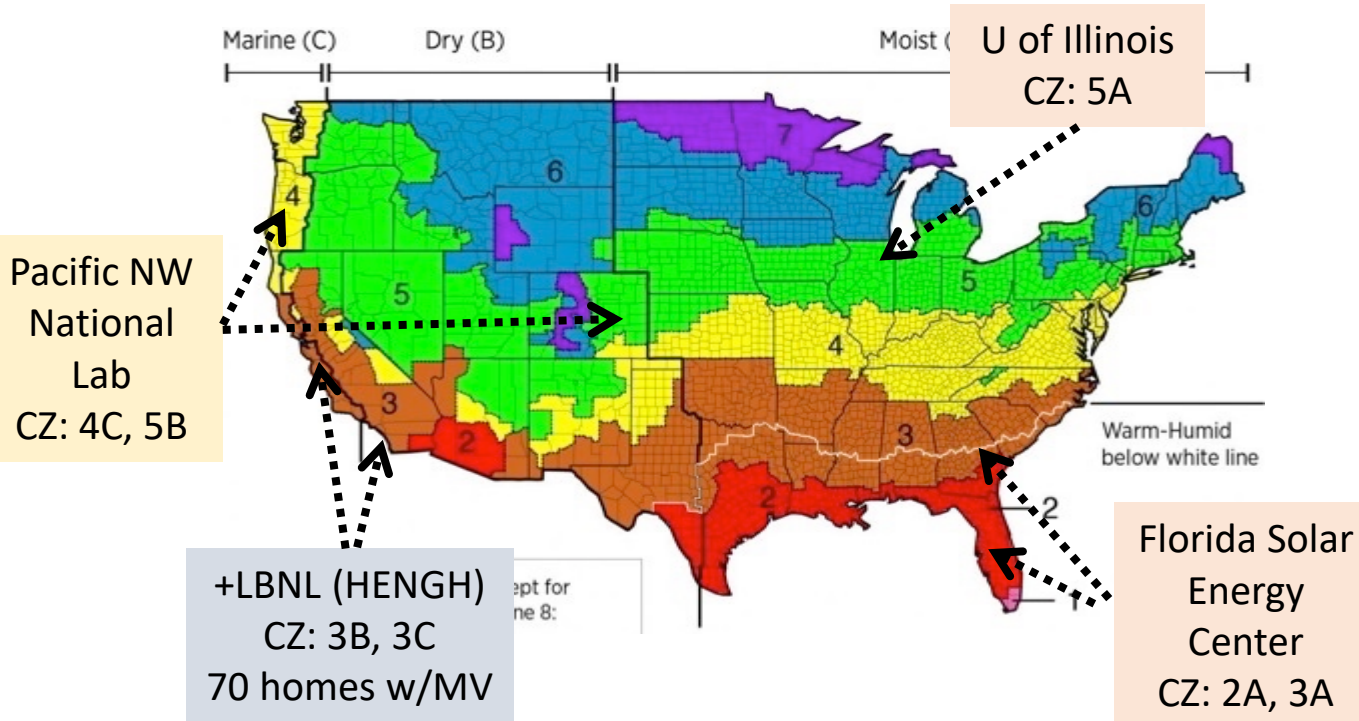 Marine (C)
Dry (B)
Moist (
U of Illinois
CZ: 5A
7
6
4
6
Pacific NW
National
Lab
CZ: 4C, 5B
5
5
4
3
3
2
Warm-Humid
below white line
2
2
1
+LBNL (HENGH)
CZ: 3B, 3C
70 homes w/MV
ept for
ne 8:
Florida Solar
Energy
Center
CZ: 2A, 3A